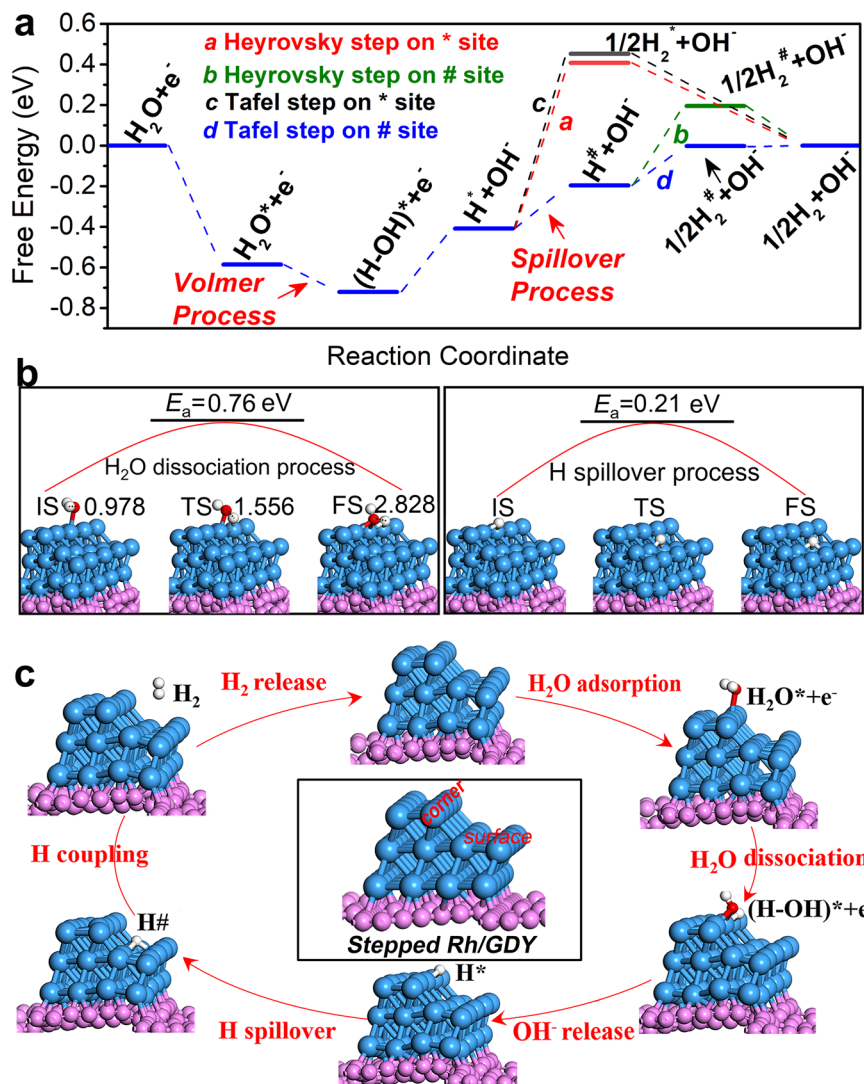 a
a Heyrovsky step on * site
b Heyrovsky step on # site
c Tafel step on * site
d Tafel step on # site
Free Energy (eV)
0.6
0.4
0.2
0.0
-0.2
-0.4
-0.6
-0.8
H2O+e-
H2O*+e-
(H-OH)*+e-
H*+OH-
H#+OH-
1/2H2*+OH-
1/2H2#+OH-
1/2H2#+OH-
1/2H2+OH-
c
a
b
d
Volmer
Process
Spillover
Process
Reaction Coordinate
b
Ea=0.76 eV
H2O dissociation process
IS 0.978
TS 1.556
FS 2.828
Ea=0.21 eV
H spillover process
IS
TS
FS
c
H2
H2 release
H2O adsorption
H2O*+e-
H2O dissociation
(H-OH)*+e
OH- release
H*
H spillover
H#
H coupling
corner
surface
Stepped Rh/GDY